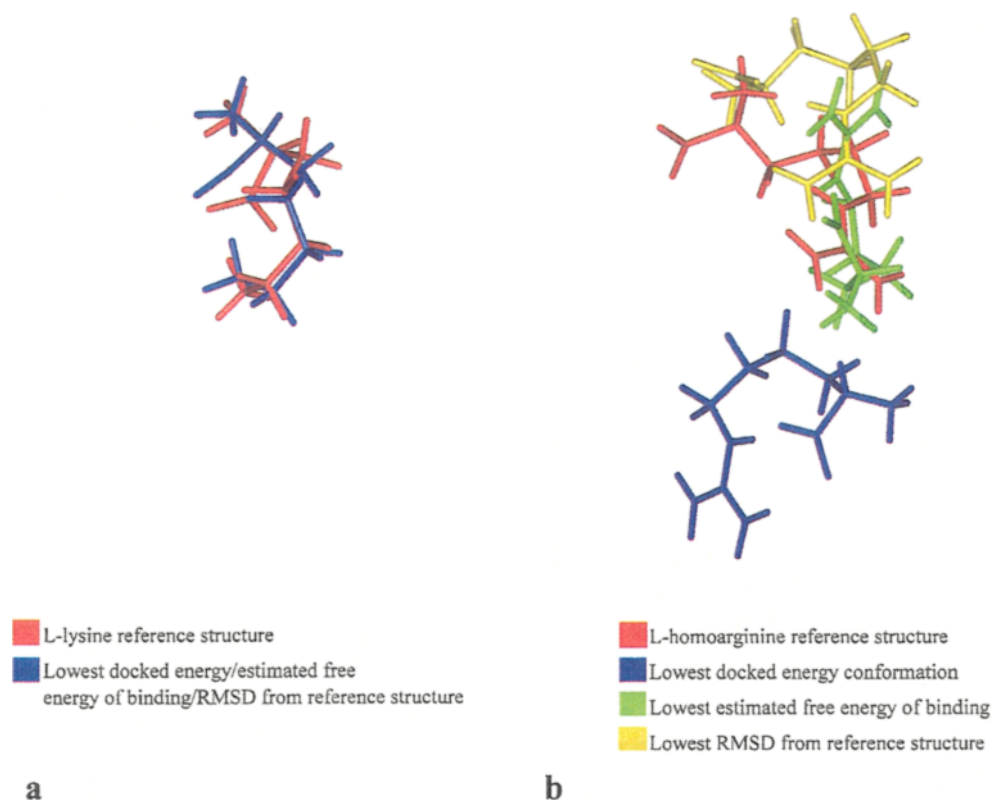 L-lysine reference structure
Lowest docked energy/estimated free
energy of binding/RMSD from reference structure
a
L-homoarginine reference structure
Lowest docked energy conformation
Lowest estimated free energy of binding
Lowest RMSD from reference structure
b